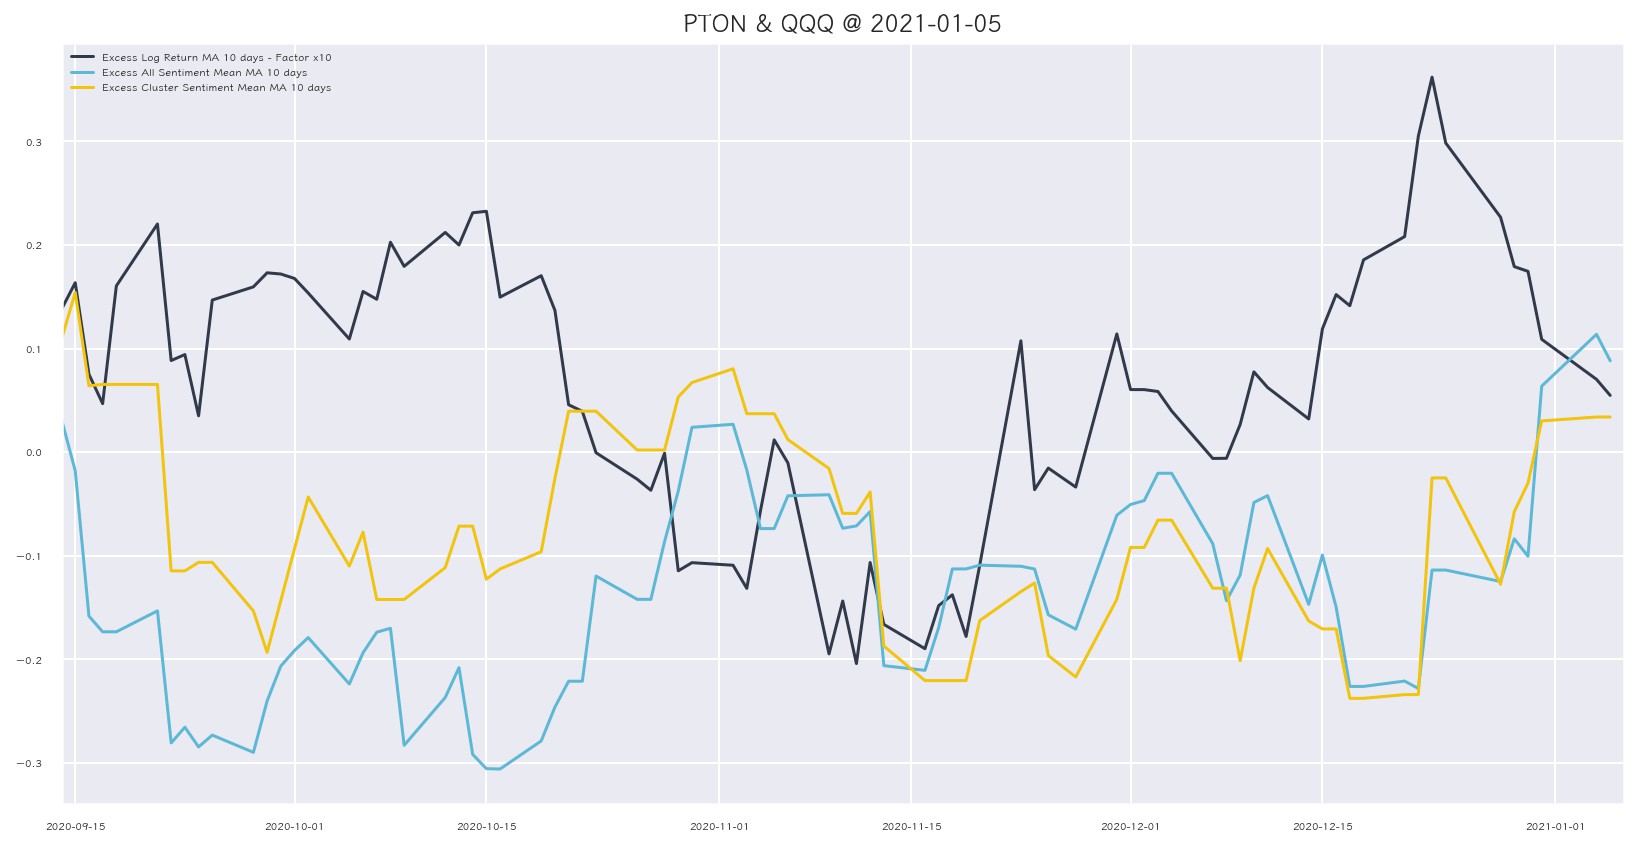 PTON & QQQ @ 2021-01-05
Excess Log Return MA 10 days - Factor x10
Excess All Sentiment Mean MA 10 days
Excess Cluster Sentiment Mean MA 10 days
0.3
0.2
0.1
0.0
−0.1
−0.2
−0.3
2020-09-15 2020-10-01 2020-10-15 2020-11-01 2020-11-15 2020-12-01 2020-12-15 2021-01-01